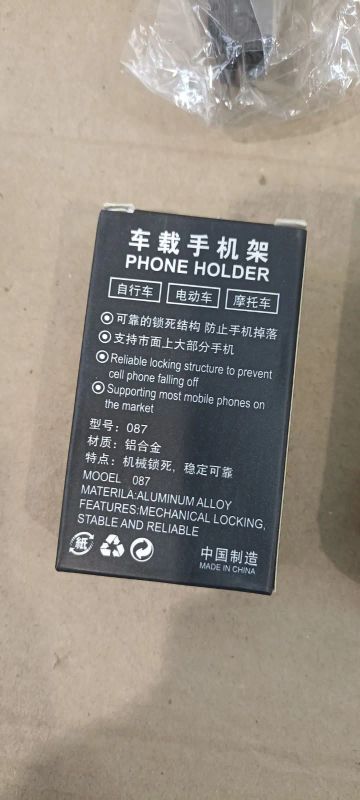 车载手机架
PHONE HOLDER
自行车 电动车 摩托车
可靠的锁死结构 防止手机掉落
支持市面上大部分手机
Reliable locking structure to prevent
cell phone falling off
Supporting most mobile phones on
the market
型号: 087
材质: 铝合金
特点: 机械锁死, 稳定可靠
MOOEL 087
MATERILA:ALUMINUM ALLOY
FEATURES:MECHANICAL LOCKING,
STABLE AND RELIABLE
紙
中国制造
MADE IN CHINA